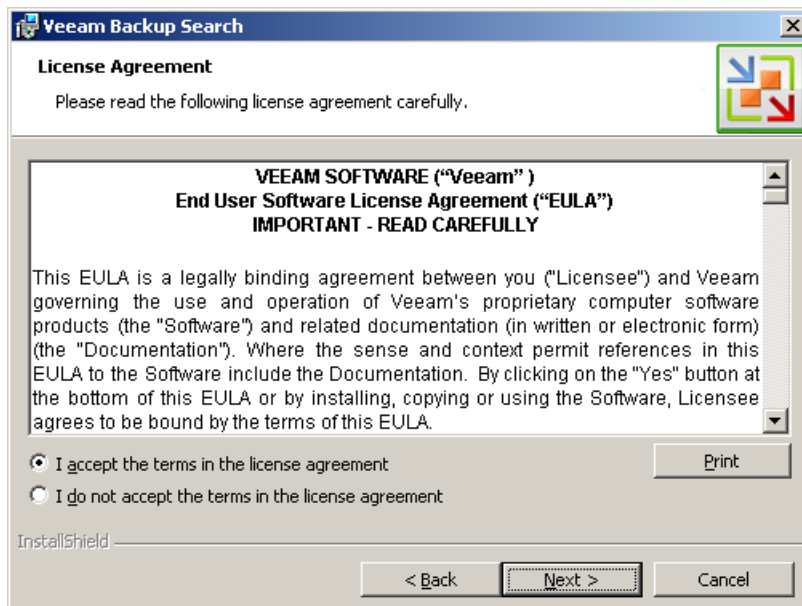 Veeam Backup Search
License Agreement
Please read the following license agreement carefully.
VEEAM SOFTWARE (“Veeam” )
End User Software License Agreement (“EULA”)
IMPORTANT - READ CAREFULLY
This EULA is a legally binding agreement between you ("Licensee") and Veeam
governing the use and operation of Veeam's proprietary computer software
products (the "Software") and related documentation (in written or electronic form)
(the "Documentation"). Where the sense and context permit references in this
EULA to the Software include the Documentation. By clicking on the "Yes" button at
the bottom of this EULA or by installing, copying or using the Software, Licensee
agrees to be bound by the terms of this EULA.
I accept the terms in the license agreement
Print
I do not accept the terms in the license agreement
InstallShield
< Back
Next >
Cancel